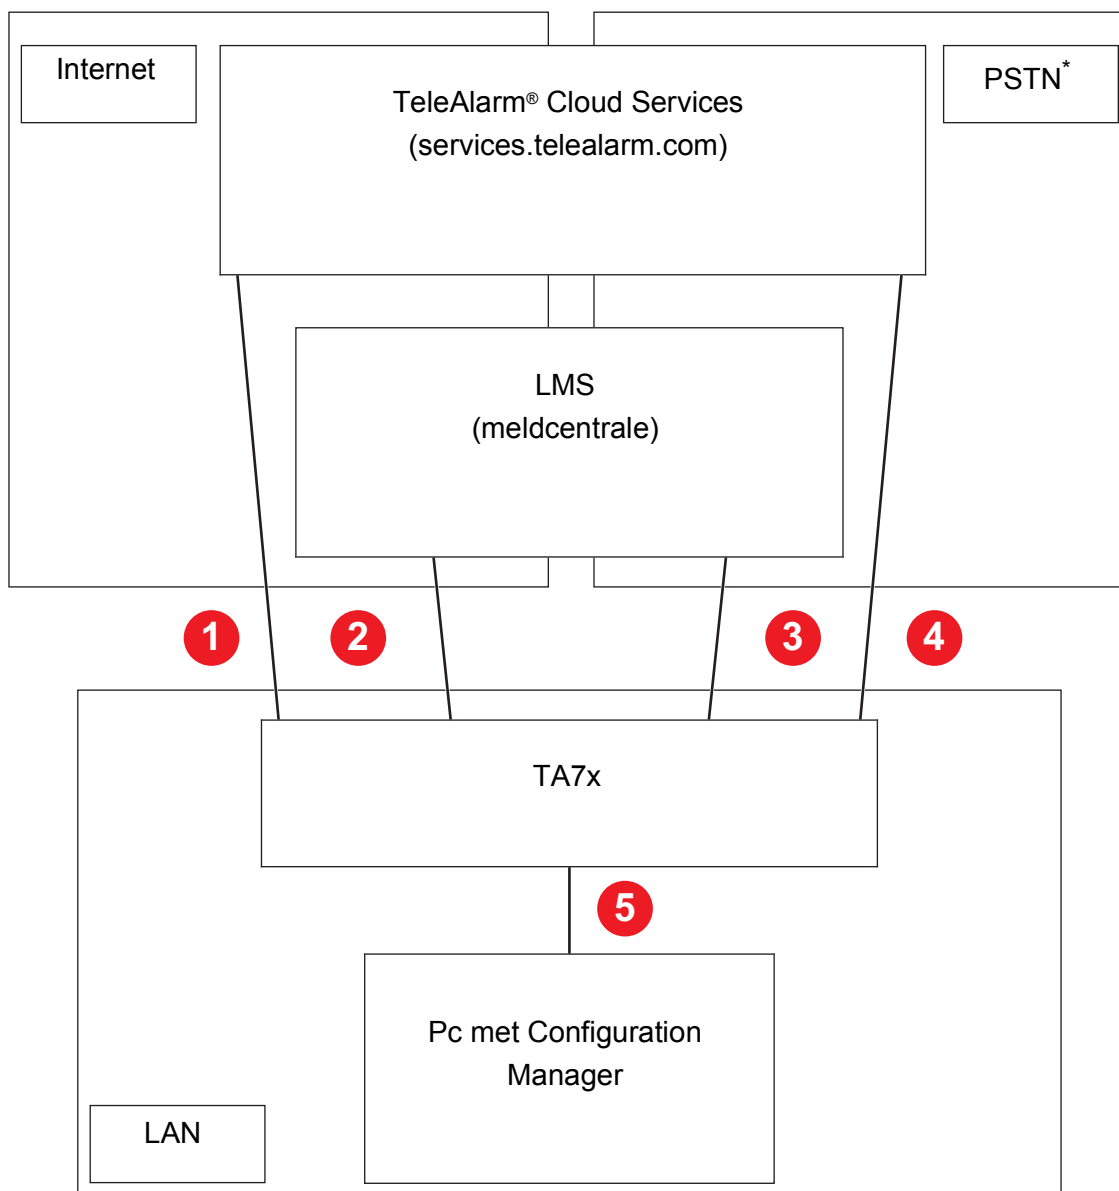 Internet
TeleAlarm® Cloud Services
(services.telealarm.com)
PSTN*
LMS
(meldcentrale)
1
2
3
4
TA7x
5
Pc met Configuration
Manager
LAN